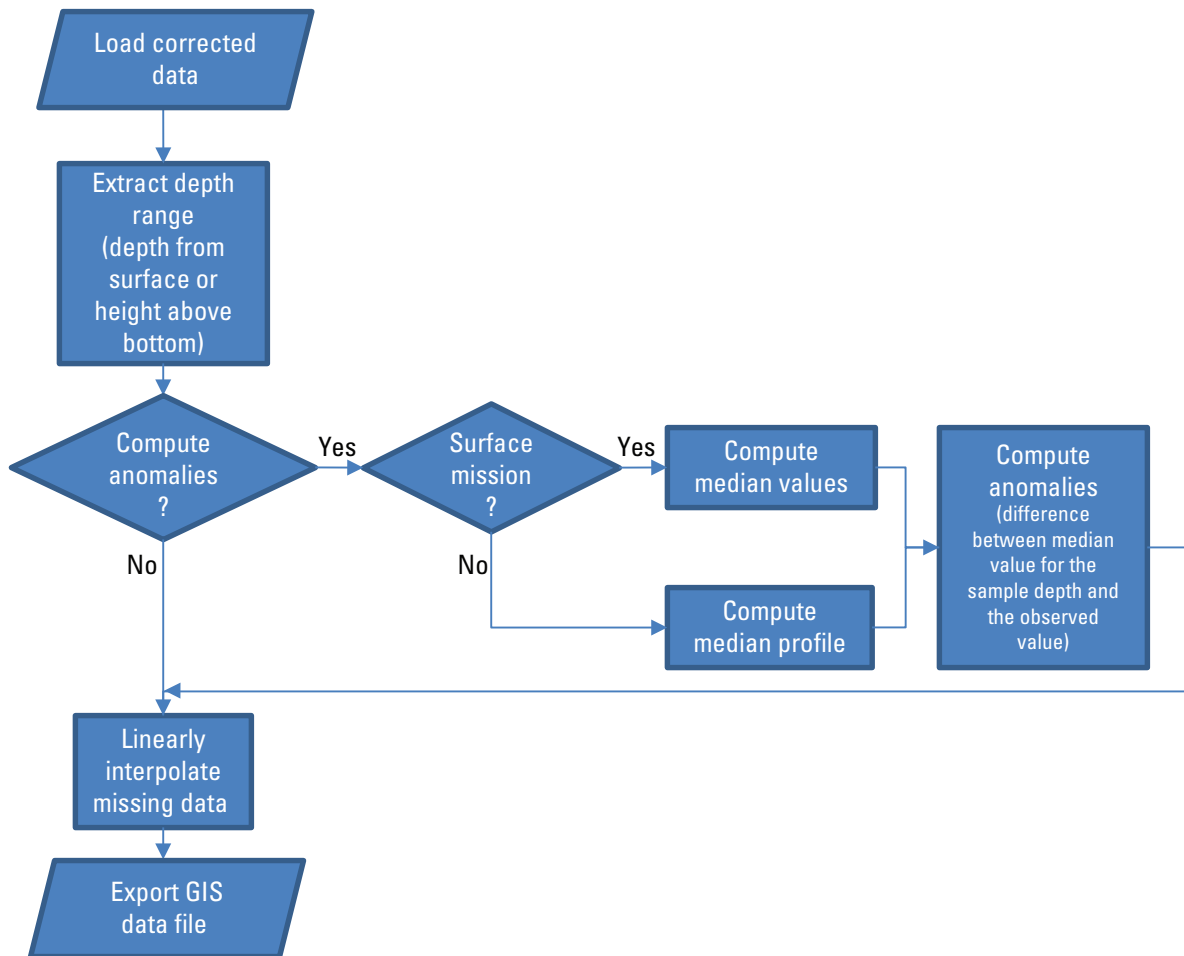 Load corrected
data
Extract depth
range
(depth from
surface or
height above
bottom)
Compute
anomalies
?
Yes
No
Surface
mission
?
Yes
No
Compute
median values
Compute
median profile
Compute
anomalies
(difference
between median
value for the
sample depth and
the observed
value)
Linearly
interpolate
missing data
Export GIS
data file